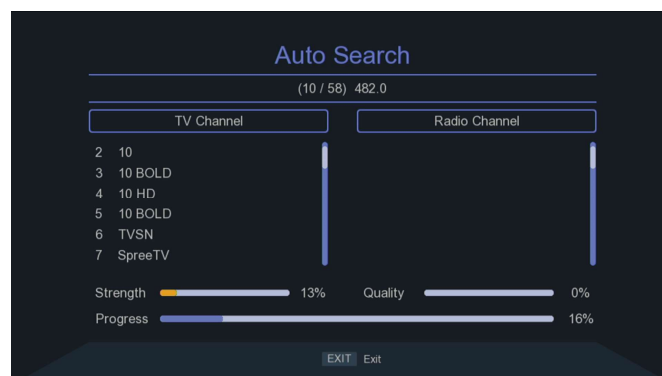 Auto Search
(10 / 58) 482.0
TV Channel Radio Channel
2 10
3 10 BOLD
4 10 HD
5 10 BOLD
6 TVSN
7 SpreeTV
Strength 13% Quality 0%
Progress 16%
EXIT Exit